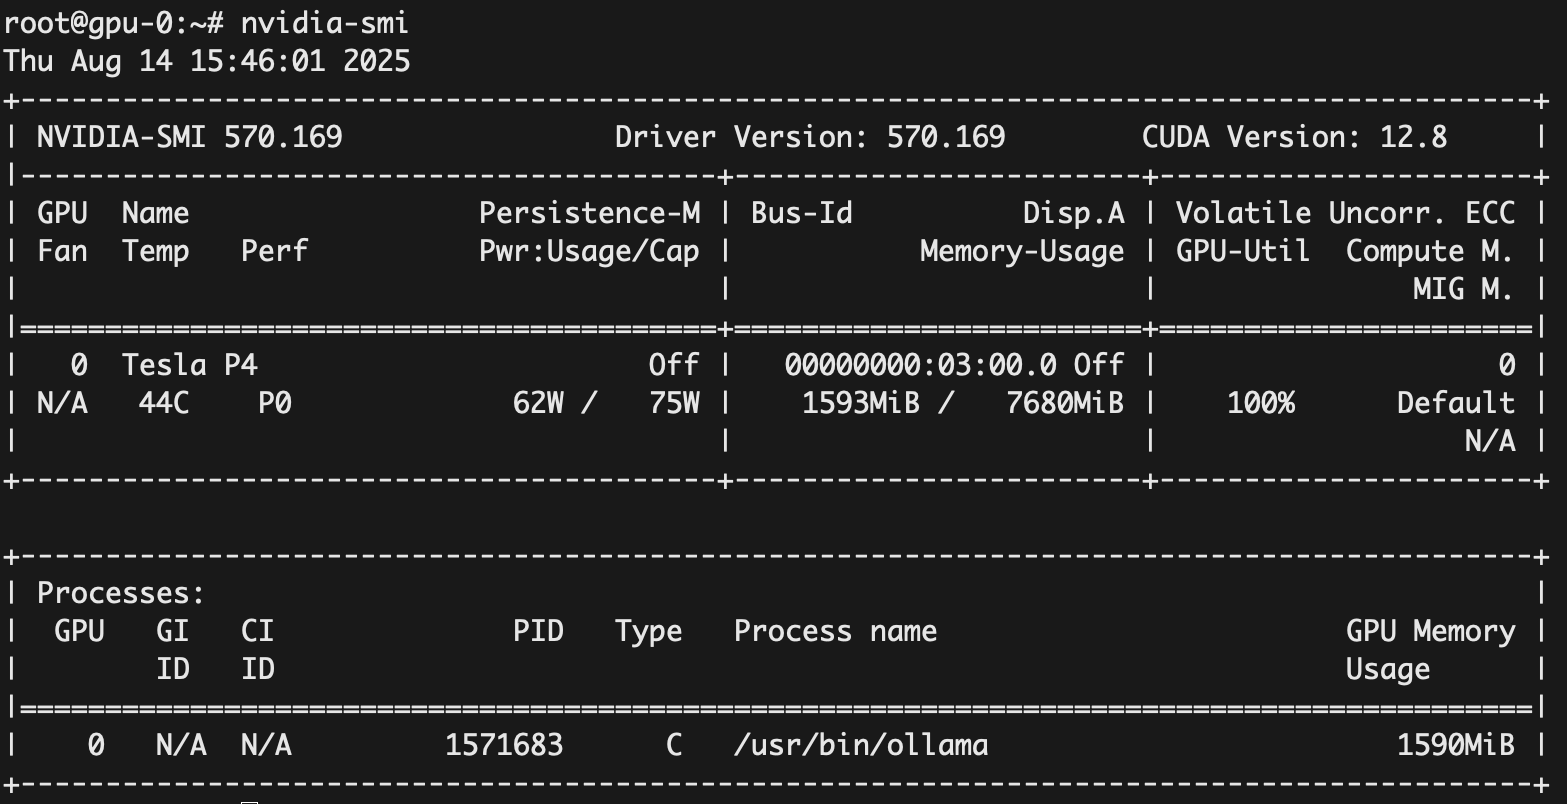 root@gpu-0:~# nvidia-smi
Thu Aug 14 15:46:01 2025
+-----------------------------------------------------------------------------------------+
| NVIDIA-SMI 570.169                Driver Version: 570.169        CUDA Version: 12.8     |
|-----------------------------------------+------------------------+----------------------+
| GPU  Name                 Persistence-M | Bus-Id          Disp.A | Volatile Uncorr. ECC |
| Fan  Temp   Perf          Pwr:Usage/Cap |           Memory-Usage | GPU-Util  Compute M. |
|                                         |                        |               MIG M. |
|=========================================+========================+======================|
|   0  Tesla P4                       Off |   00000000:03:00.0 Off |                    0 |
| N/A   44C    P0             62W /   75W |    1593MiB /   7680MiB |    100%      Default |
|                                         |                        |                  N/A |
+-----------------------------------------+------------------------+----------------------+
+-----------------------------------------------------------------------------------------+
| Processes:                                                                              |
|  GPU   GI   CI              PID   Type   Process name                        GPU Memory |
|        ID   ID                                                               Usage      |
|=========================================================================================|
|    0   N/A  N/A         1571683      C   /usr/bin/ollama                        1590MiB |
+-----------------------------------------------------------------------------------------+